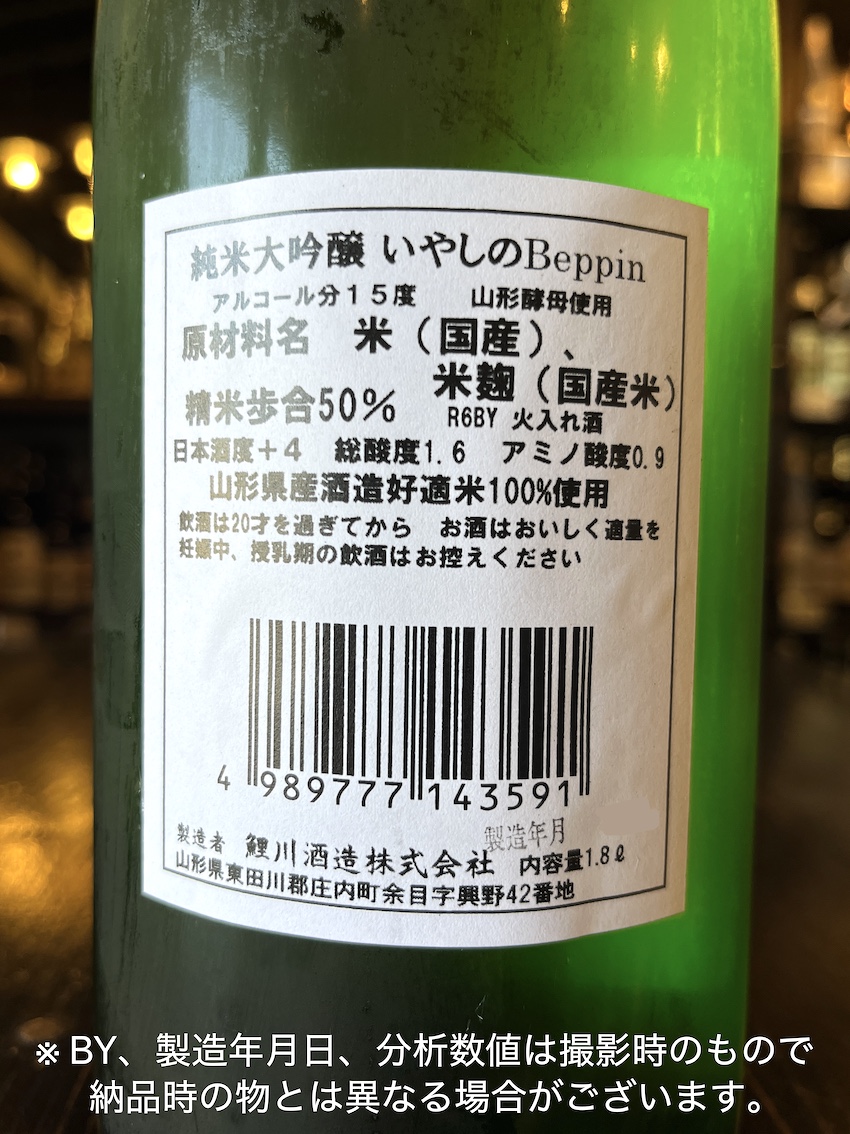 純米大吟醸 いやしのBeppin
アルコール分15度 山形酵母使用
原材料名 米（国産）、
米麹（国産米）
精米歩合50%
R6BY 火入れ酒
日本酒度＋4 総酸度1.6 アミノ酸度0.9
山形県産酒造好適米100%使用
飲酒は20才を過ぎてから お酒はおいしく適量を
妊娠中、授乳期の飲酒はお控えください
4 989777 143591
製造年月
製造者 鯉川酒造株式会社 内容量1.8ℓ
山形県東田川郡庄内町余目字興野42番地
※ BY、製造年月日、分析数値は撮影時のもので
納品時の物とは異なる場合がございます。